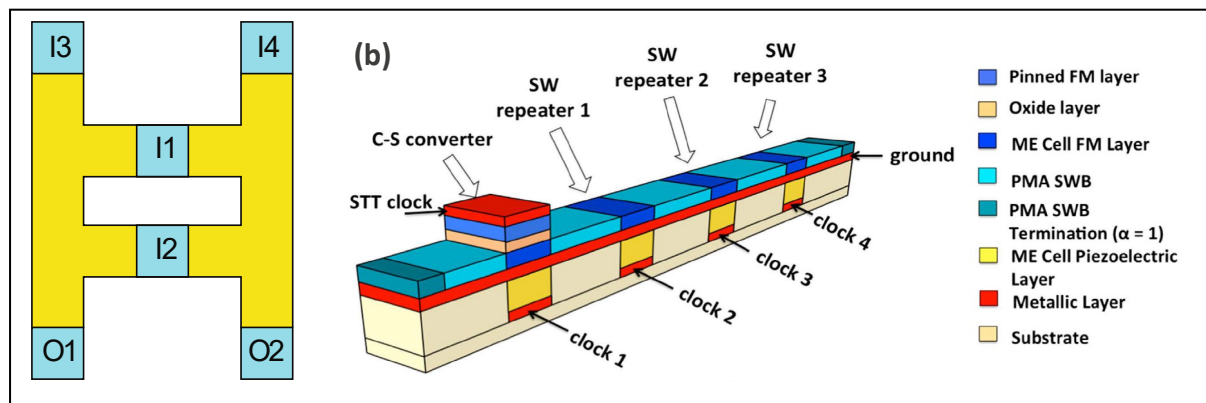 I3
I4
I1
I2
O1
O2
(b)
SW
repeater 1
SW
repeater 2
SW
repeater 3
C-S converter
STT clock
ground
clock 1
clock 2
clock 3
clock 4
Pinned FM layer
Oxide layer
ME Cell FM Layer
PMA SWB
PMA SWB
Termination (α = 1)
ME Cell Piezoelectric
Layer
Metallic Layer
Substrate